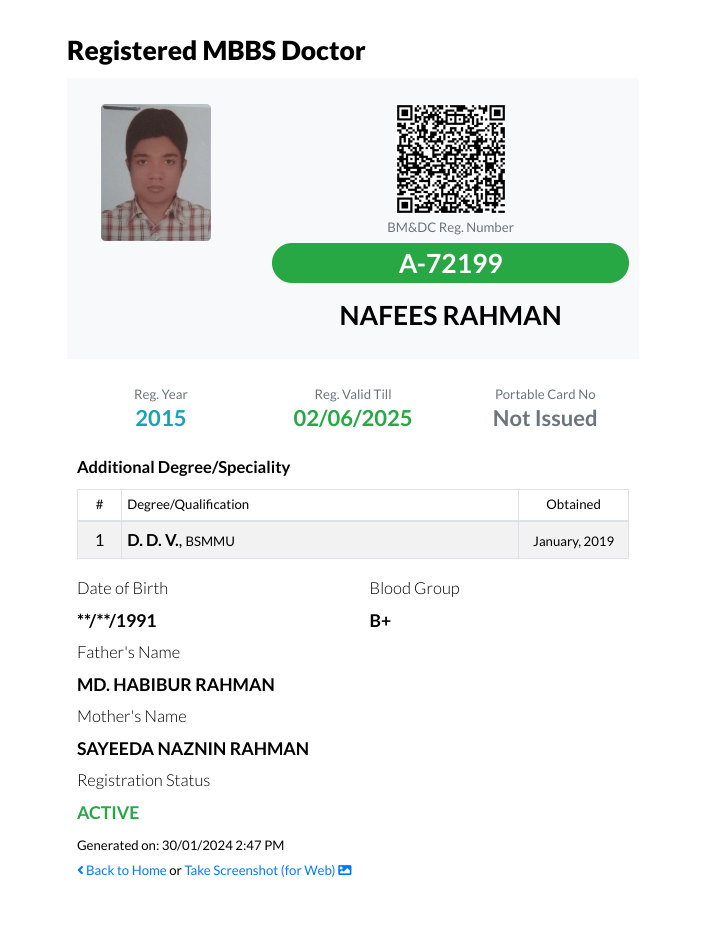 Registered MBBS Doctor
BM&DC Reg. Number
A-72199
NAFEES RAHMAN
Reg. Year Reg. Valid Till Portable Card No
2015 02/06/2025 Not Issued
Additional Degree/Speciality
# Degree/Qualification Obtained
1 D. D. V., BSMMU January, 2019
Date of Birth Blood Group
**/**/1991 B+
Father's Name
MD. HABIBUR RAHMAN
Mother's Name
SAYEEDA NAZNIN RAHMAN
Registration Status
ACTIVE
Generated on: 30/01/2024 2:47 PM
Back to Home or Take Screenshot (for Web)